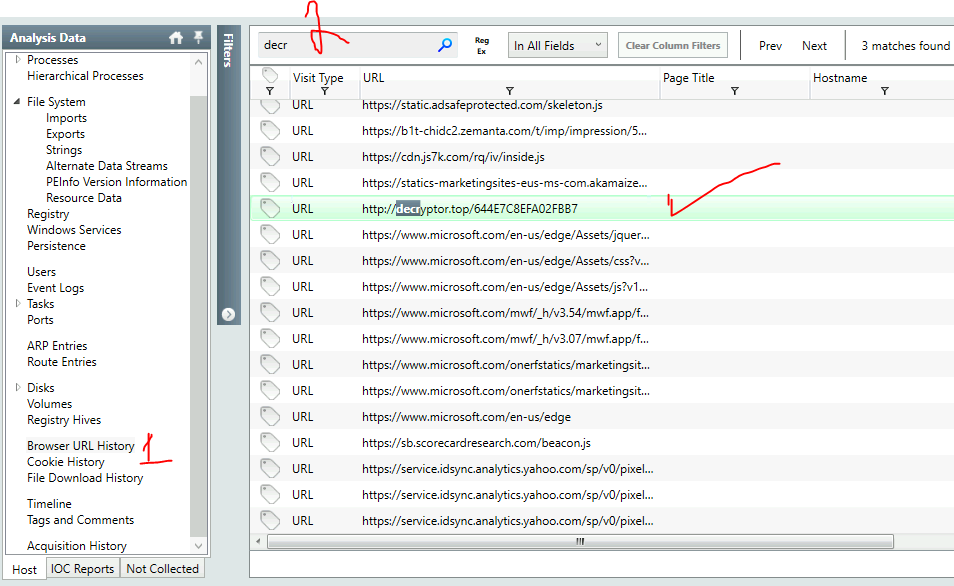 Analysis Data
Processes
Hierarchical Processes
File System
Imports
Exports
Strings
Alternate Data Streams
PEInfo Version Information
Resource Data
Registry
Windows Services
Persistence
Users
Event Logs
Tasks
Ports
ARP Entries
Route Entries
Disks
Volumes
Registry Hives
Browser URL History
1
Cookie History
File Download History
Timeline
Tags and Comments
Acquisition History
Host
IOC Reports
Not Collected
Filters
decr
Reg
Ex
In All Fields
Clear Column Filters
Prev
Next
3 matches found
Visit Type
URL
Page Title
Hostname
URL https://static.adsafeprotected.com/skeleton.js
URL https://b1t-chidc2.zemanta.com/t/imp/impression/5...
URL https://cdn.js7k.com/rq/iv/inside.js
URL https://statics-marketingsites-eus-ms-com.akamaize...
URL http://decryptor.top/644E7C8EFA02FBB7
URL https://www.microsoft.com/en-us/edge/Assets/jquer...
URL https://www.microsoft.com/en-us/edge/Assets/css?v...
URL https://www.microsoft.com/en-us/edge/Assets/js?v1...
URL https://www.microsoft.com/mwf/_h/v3.54/mwf.app/f...
URL https://www.microsoft.com/mwf/_h/v3.07/mwf.app/f...
URL https://www.microsoft.com/onerfstatics/marketingsit...
URL https://www.microsoft.com/onerfstatics/marketingsit...
URL https://www.microsoft.com/en-us/edge
URL https://sb.scorecardresearch.com/beacon.js
URL https://service.idsync.analytics.yahoo.com/sp/v0/pixel...
URL https://service.idsync.analytics.yahoo.com/sp/v0/pixel...
URL https://service.idsync.analytics.yahoo.com/sp/v0/pixel...